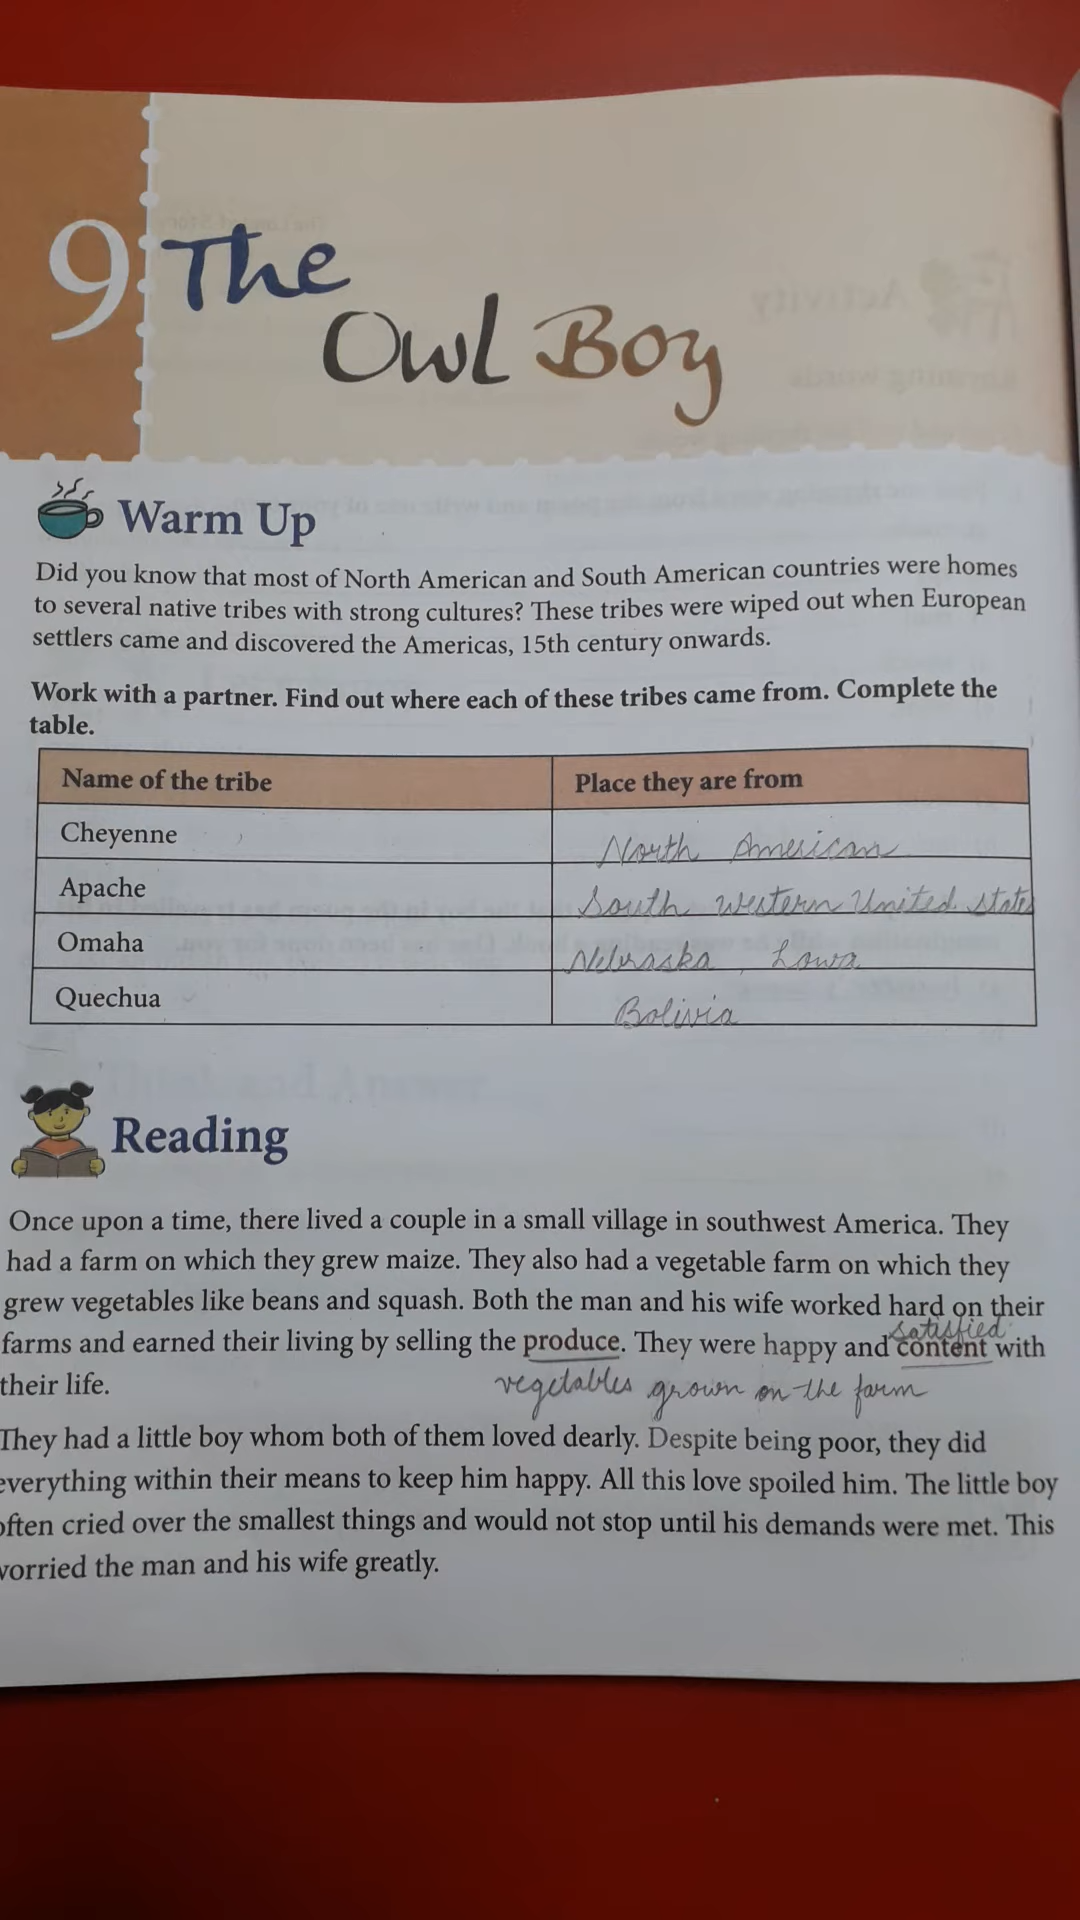 9 The
Owl Boy
Warm Up
Did you know that most of North American and South American countries were homes
to several native tribes with strong cultures? These tribes were wiped out when European
settlers came and discovered the Americas, 15th century onwards.
Work with a partner. Find out where each of these tribes came from. Complete the
table.
Name of the tribe Place they are from
Cheyenne North American
Apache South western United states
Omaha Nebraska, Lowa
Quechua Bolivia
Reading
Once upon a time, there lived a couple in a small village in southwest America. They
had a farm on which they grew maize. They also had a vegetable farm on which they
grew vegetables like beans and squash. Both the man and his wife worked hard on their
satisfied
farms and earned their living by selling the produce. They were happy and content with
their life.
vegetables grown on the farm
They had a little boy whom both of them loved dearly. Despite being poor, they did
everything within their means to keep him happy. All this love spoiled him. The little boy
often cried over the smallest things and would not stop until his demands were met. This
worried the man and his wife greatly.